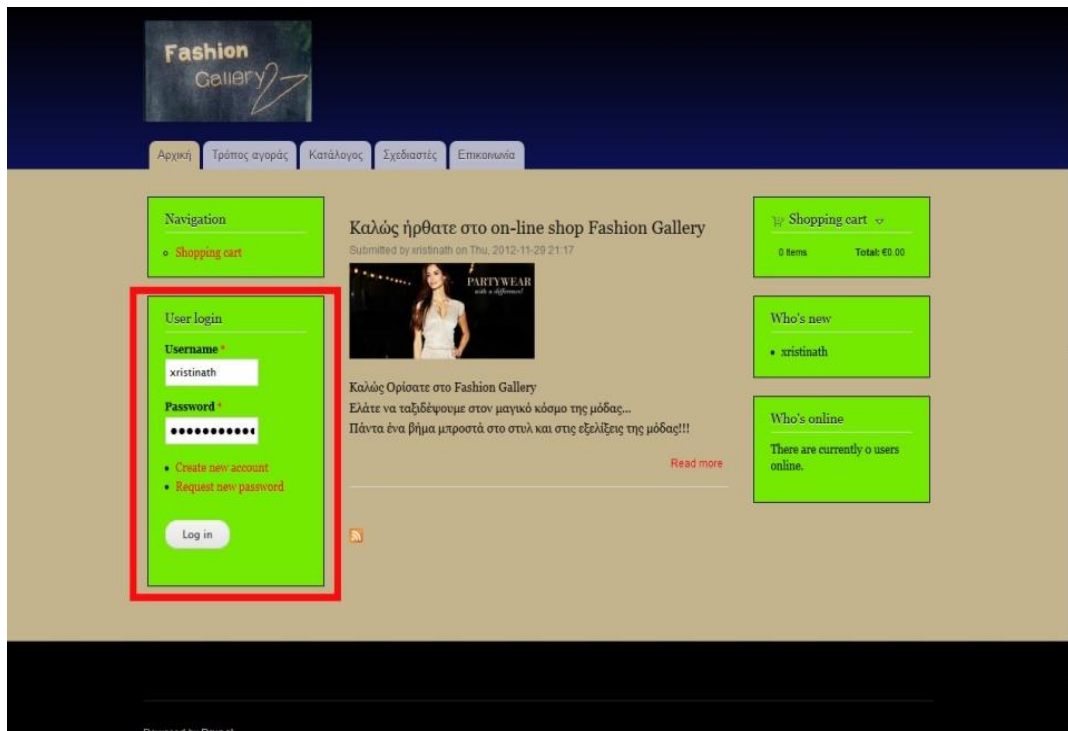 Fashion
Gallery
Αρχική
Τρόπος αγοράς
Κατάλογος
Σχεδιαστές
Επικοινωνία
Navigation
Shopping cart
User login
Username *
xristinath
Password *
Create new account
Request new password
Log in
Καλώς ήρθατε στο on-line shop Fashion Gallery
Submitted by xristinath on Thu, 2012-11-29 21:17
PARTYWEAR
with a difference!
Καλώς Ορίσατε στο Fashion Gallery
Ελάτε να ταξιδέψουμε στον μαγικό κόσμο της μόδας...
Πάντα ένα βήμα μπροστά στο στυλ και στις εξελίξεις της μόδας!!!
Read more
Shopping cart
0 Items Total: €0.00
Who's new
xristinath
Who's online
There are currently 0 users
online.